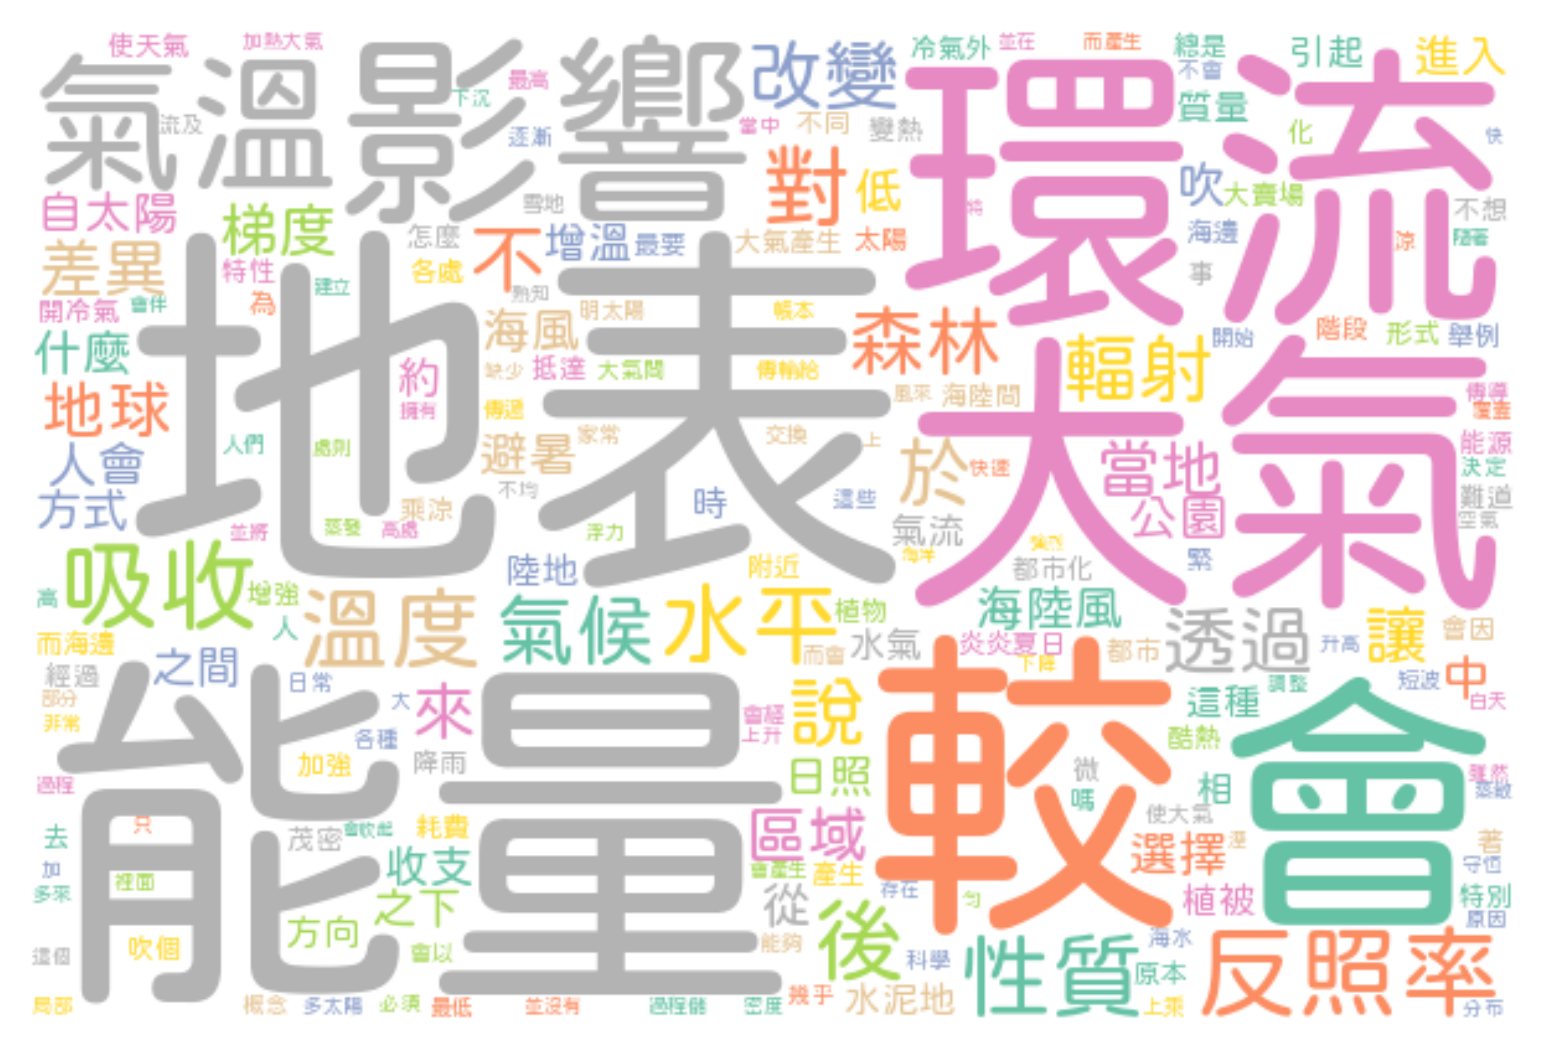 使天氣
加熱大氣
氣溫
影響
最高
下沉
流及
逐漸
改變
冷氣外
並在
而產生
總是
不會
引起
進入
質量
環流
當中
不同
變熱
化
快
對
低
吹
大賣場
不想
自太陽
梯度
雪地
怎麼
不
增溫
最要
大氣產生
太陽
海邊
涼
隨著
差異
特性
各處
事
開冷氣
會伴
為
建立
熟知
地表
海風
明太陽
帳本
森林
輻射
開始
階段
形式
舉例
什麼
約
缺少
抵達
大氣間
傳輸給
大氣
風來
海陸間
傳導
覆蓋
地球
擁有
傳遞
人們
處則
避暑
家常
交換
上
於
快速
當地
能源
決定
人會
不均
公園
難道
空氣
方式
乘涼
時
這些
並將
蒸發
高處
浮力
氣流
海洋
強烈
都市化
緊
吸收
高
增強
人
陸地
附近
溫度
氣候
水平
植物
海陸風
透過
讓
會因
而海邊
水氣
炎炎夏日
升高
經過
之間
日常
而會
下降
都市
短波
中
白天
部分
非常
大
來
會經
上升
說
較
這種
調整
會
能量
各種
加強
降雨
日照
酷熱
微
嗎
相
雖然
過程
使大氣
去
只
茂密
會吹起
耗費
區域
選擇
著
守恆
加
多來
裡面
收支
會產生
產生
存在
植被
特別
原因
方向
之下
從
後
勻
這個
吹個
會以
能夠
科學
性質
海水
原本
反照率
局部
概念
多太陽
必須
最低
並沒有
過程儲
密度
幾乎
水泥地
上乘
分布